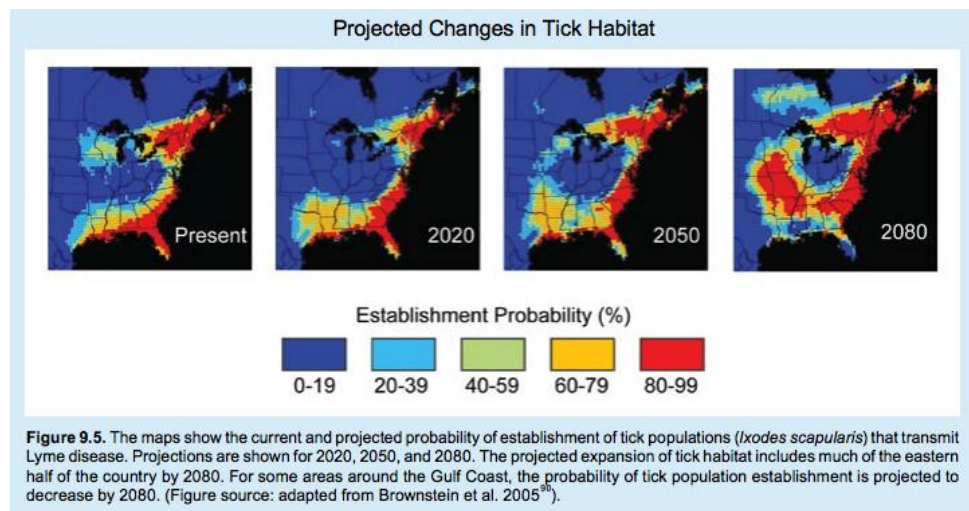 Projected Changes in Tick Habitat
Present
2020
2050
2080
Establishment Probability (%)
0-19
20-39
40-59
60-79
80-99
Figure 9.5. The maps show the current and projected probability of establishment of tick populations (Ixodes scapularis) that transmit
Lyme disease. Projections are shown for 2020, 2050, and 2080. The projected expansion of tick habitat includes much of the eastern
half of the country by 2080. For some areas around the Gulf Coast, the probability of tick population establishment is projected to
decrease by 2080. (Figure source: adapted from Brownstein et al. 2005⁹⁰).